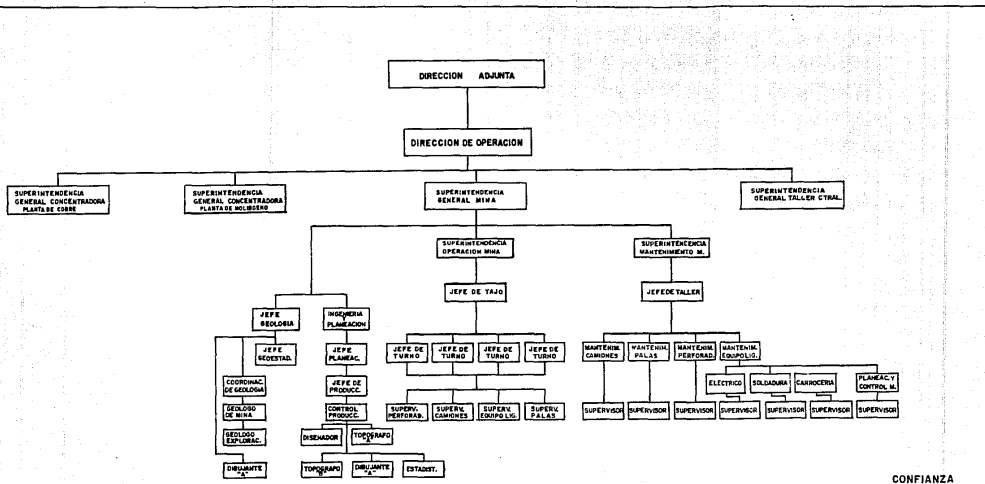 DIRECCION ADJUNTA
DIRECCION DE OPERACION
SUPERINTENDENCIA
GENERAL CONCENTRADORA
PLANTA DE COBRE
SUPERINTENDENCIA
GENERAL CONCENTRADORA
PLANTA DE MOLIBDENO
SUPERINTENDENCIA
GENERAL MINA
SUPERINTENDENCIA
GENERAL TALLER CTRAL.
SUPERINTENDENCIA
OPERACION MINA
SUPERINTENCENCIA
MANTENIMIENTO M.
JEFE DE TAJO
JEFE DE TALLER
JEFE
GEOLOGIA
INGENIERIA
Y
PLANEACION
JEFE
GEOESTAD.
JEFE
PLANEAC.
JEFE DE
TURNO
JEFE DE
TURNO
JEFE DE
TURNO
JEFE DE
TURNO
MANTENIM.
CAMIONES
MANTENIM.
PALAS
MANTENIM.
PERFORAD.
MANTENIM.
EQUIPO LIG.
COORDINAC.
DE GEOLOGIA
JEFE DE
PRODUCC.
ELECTRICO
SOLDADURA
CARROCERIA
PLANEAC. Y
CONTROL M.
GEOLOGO
DE MINA
CONTROL
PRODUCC.
SUPERV.
PERFORAD.
SUPERV.
CAMIONES
SUPERV.
EQUIPO LIG.
SUPERV.
PALAS
SUPERVISOR
SUPERVISOR
SUPERVISOR
SUPERVISOR
SUPERVISOR
SUPERVISOR
SUPERVISOR
GEOLOGO
EXPLORAC.
DISENADOR
TOPOGRAFO
"A"
DIBUJANTE
"A"
TOPOGRAFO
"B"
DIBUJANTE
"A"
ESTADIST.
CONFIANZA